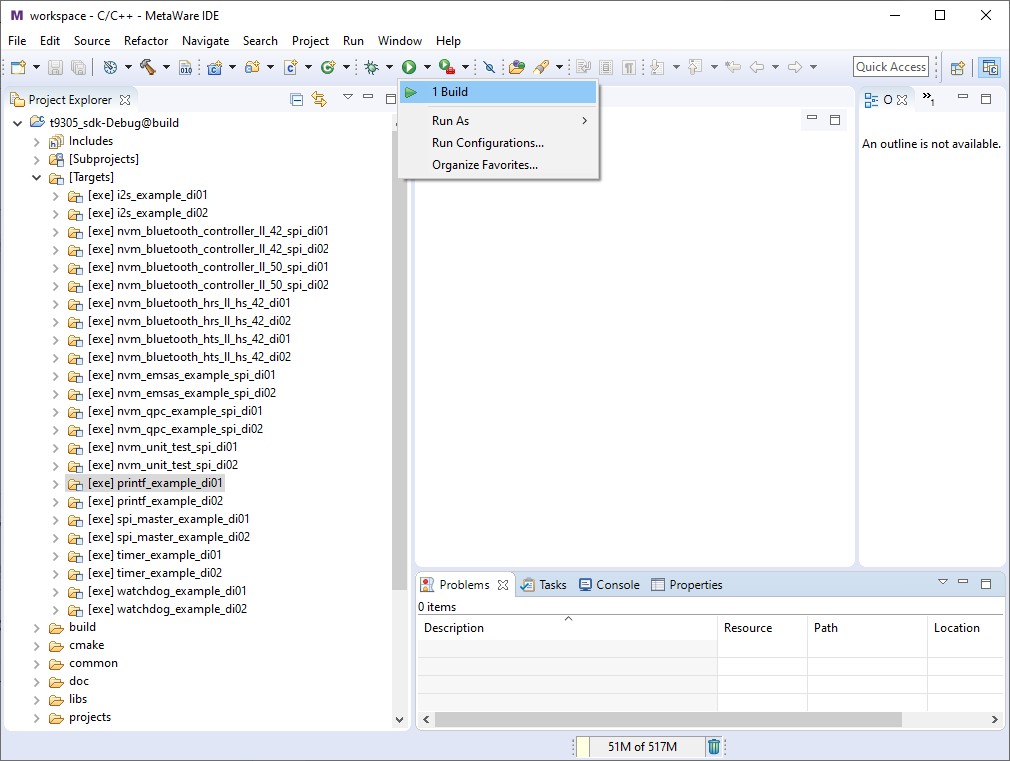 workspace - C/C++ - MetaWare IDE
File Edit Source Refactor Navigate Search Project Run Window Help
Quick Access
Project Explorer
1 Build
Run As
Run Configurations...
Organize Favorites...
t9305_sdk-Debug@build
Includes
[Subprojects]
[Targets]
[exe] i2s_example_di01
[exe] i2s_example_di02
[exe] nvm_bluetooth_controller_ll_42_spi_di01
[exe] nvm_bluetooth_controller_ll_42_spi_di02
[exe] nvm_bluetooth_controller_ll_50_spi_di01
[exe] nvm_bluetooth_controller_ll_50_spi_di02
[exe] nvm_bluetooth_hrs_ll_hs_42_di01
[exe] nvm_bluetooth_hrs_ll_hs_42_di02
[exe] nvm_bluetooth_hts_ll_hs_42_di01
[exe] nvm_bluetooth_hts_ll_hs_42_di02
[exe] nvm_emsas_example_spi_di01
[exe] nvm_emsas_example_spi_di02
[exe] nvm_qpc_example_spi_di01
[exe] nvm_qpc_example_spi_di02
[exe] nvm_unit_test_spi_di01
[exe] nvm_unit_test_spi_di02
[exe] printf_example_di01
[exe] printf_example_di02
[exe] spi_master_example_di01
[exe] spi_master_example_di02
[exe] timer_example_di01
[exe] timer_example_di02
[exe] watchdog_example_di01
[exe] watchdog_example_di02
build
cmake
common
doc
libs
projects
O
1
An outline is not available.
Problems Tasks Console Properties
0 items
Description Resource Path Location
51M of 517M